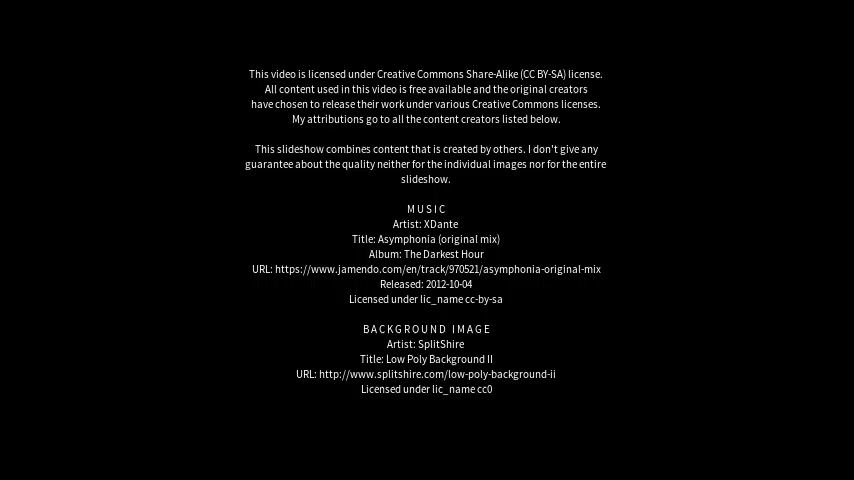 This video is licensed under Creative Commons Share-Alike (CC BY-SA) license.
All content used in this video is free available and the original creators
have chosen to release their work under various Creative Commons licenses.
My attributions go to all the content creators listed below.
This slideshow combines content that is created by others. I don't give any
guarantee about the quality neither for the individual images nor for the entire
slideshow.
MUSIC
Artist: XDante
Title: Asymphonia (original mix)
Album: The Darkest Hour
URL: https://www.jamendo.com/en/track/970521/asymphonia-original-mix
Released: 2012-10-04
Licensed under lic_name cc-by-sa
BACKGROUND IMAGE
Artist: SplitShire
Title: Low Poly Background II
URL: http://www.splitshire.com/low-poly-background-ii
Licensed under lic_name cc0